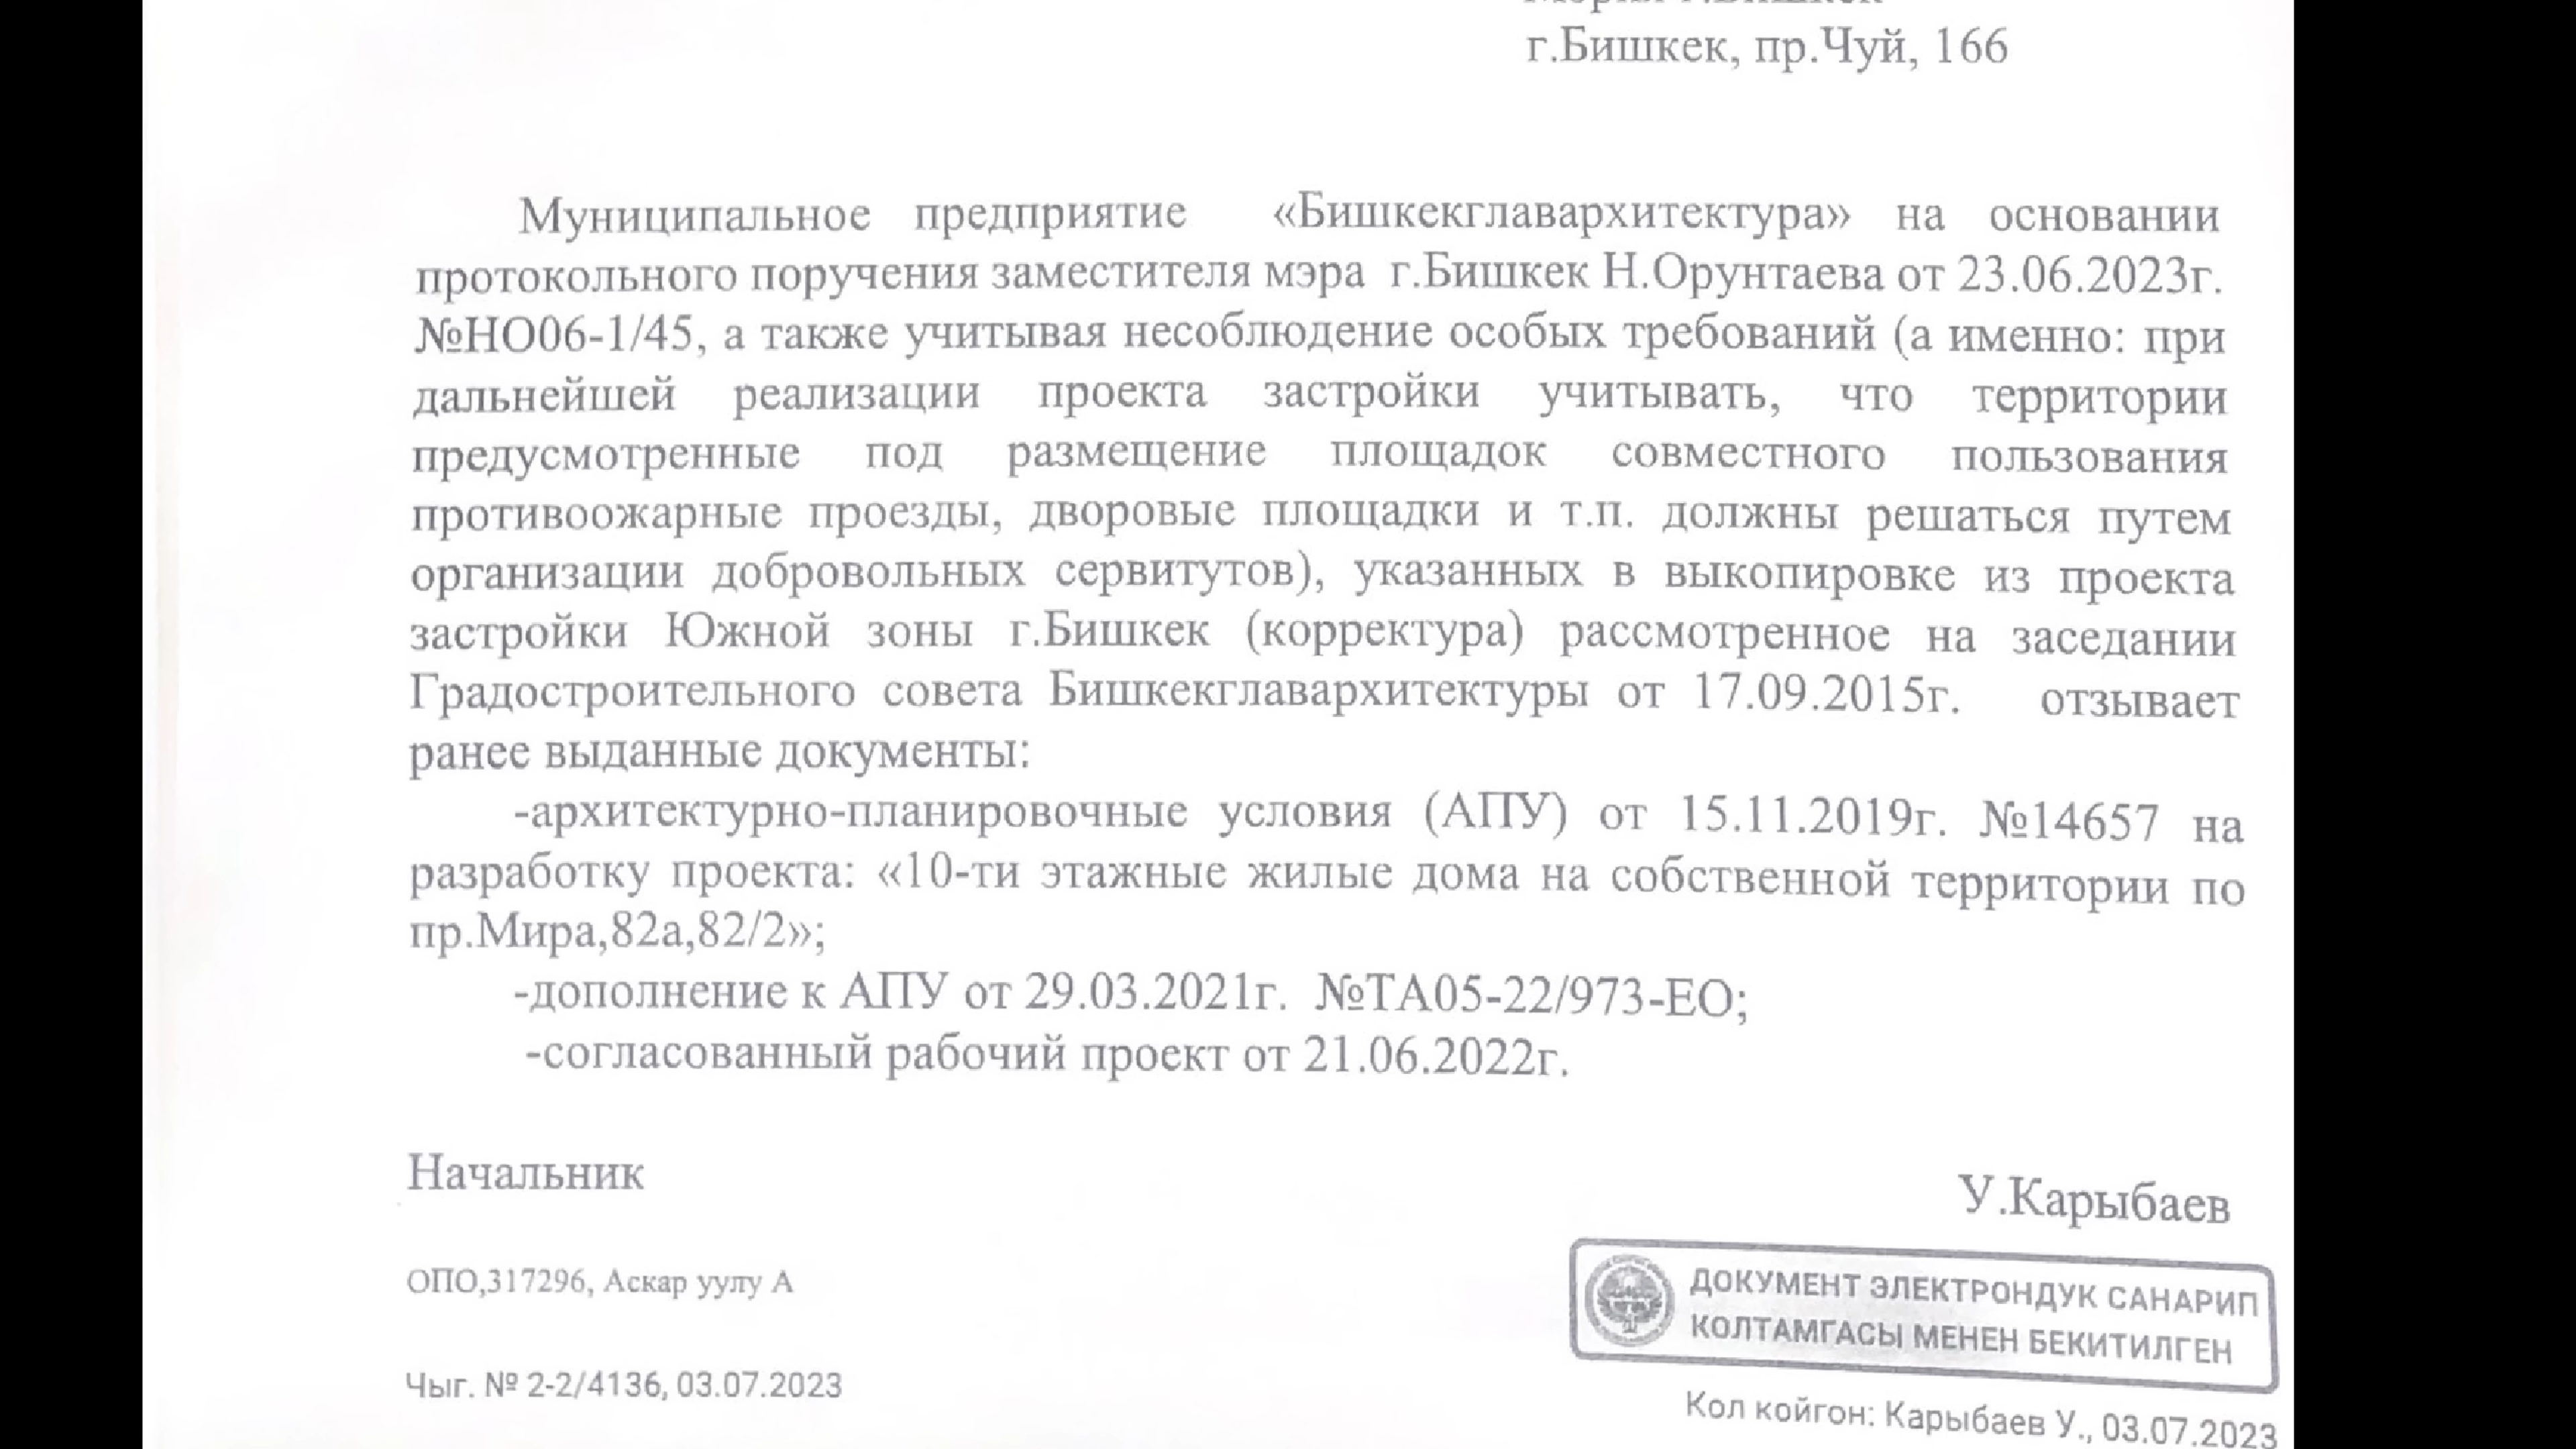 г.Бишкек, пр.Чуй, 166
Муниципальное предприятие «Бишкекглавархитектура» на основании
протокольного поручения заместителя мэра г.Бишкек Н.Орунтаева от 23.06.2023г.
№НО06-1/45, а также учитывая несоблюдение особых требований (а именно: при
дальнейшей реализации проекта застройки учитывать, что территории
предусмотренные под размещение площадок совместного пользования
противоожарные проезды, дворовые площадки и т.п. должны решаться путем
организации добровольных сервитутов), указанных в выкопировке из проекта
застройки Южной зоны г.Бишкек (корректура) рассмотренное на заседании
Градостроительного совета Бишкекглавархитектуры от 17.09.2015г. отзывает
ранее выданные документы:
-архитектурно-планировочные условия (АПУ) от 15.11.2019г. №14657 на
разработку проекта: «10-ти этажные жилые дома на собственной территории по
пр.Мира,82а,82/2»;
-дополнение к АПУ от 29.03.2021г. №ТА05-22/973-ЕО;
-согласованный рабочий проект от 21.06.2022г.
Начальник
У.Карыбаев
ОПО,317296, Аскар уулу А
ДОКУМЕНТ ЭЛЕКТРОНДУК САНАРИП
КОЛТАМГАСЫ МЕНЕН БЕКИТИЛГЕН
Чыг. № 2-2/4136, 03.07.2023
Кол койгон: Карыбаев У., 03.07.2023